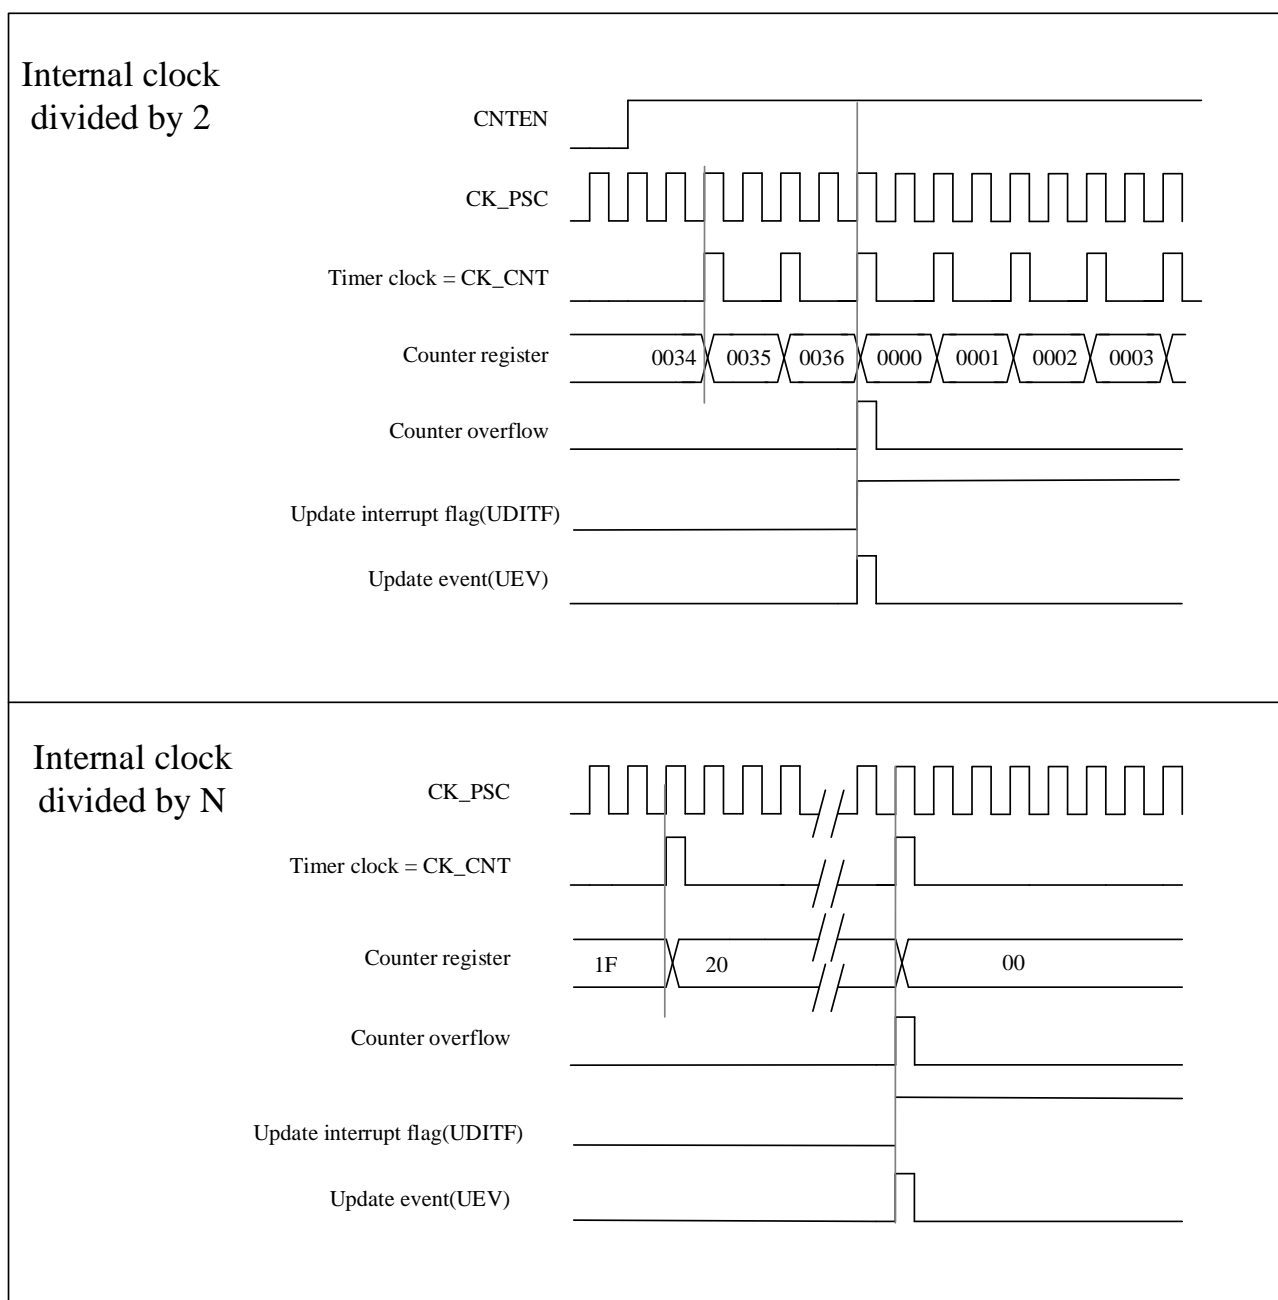 Internal clock
divided by 2
CNTEN
CK_PSC
Timer clock = CK_CNT
Counter register
0034 0035 0036 0000 0001 0002 0003
Counter overflow
Update interrupt flag(UDITF)
Update event(UEV)
Internal clock
divided by N
CK_PSC
Timer clock = CK_CNT
Counter register
1F 20 00
Counter overflow
Update interrupt flag(UDITF)
Update event(UEV)